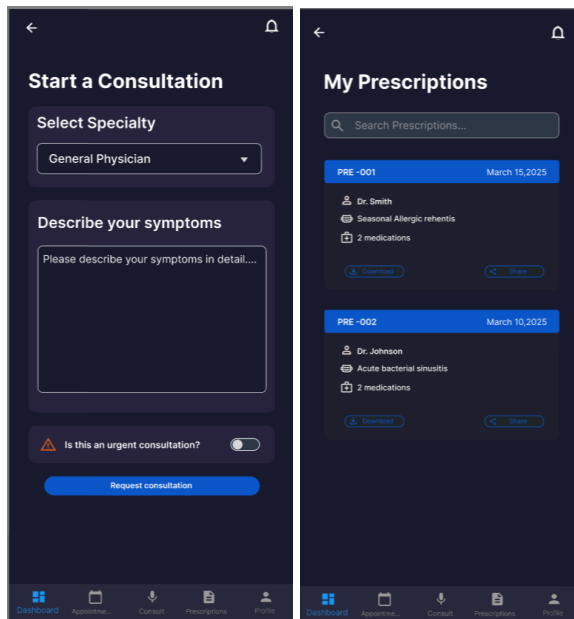 Start a Consultation
Select Specialty
General Physician
Describe your symptoms
Please describe your symptoms in detail....
Is this an urgent consultation?
Request consultation
Dashboard Appointme... Consult Prescriptions Profile
My Prescriptions
Search Prescriptions...
PRE -001 March 15,2025
Dr. Smith
Seasonal Allergic rehentis
2 medications
Download Share
PRE -002 March 10,2025
Dr. Johnson
Acute bacterial sinusitis
2 medications
Download Share
Dashboard Appointme... Consult Prescriptions Profile